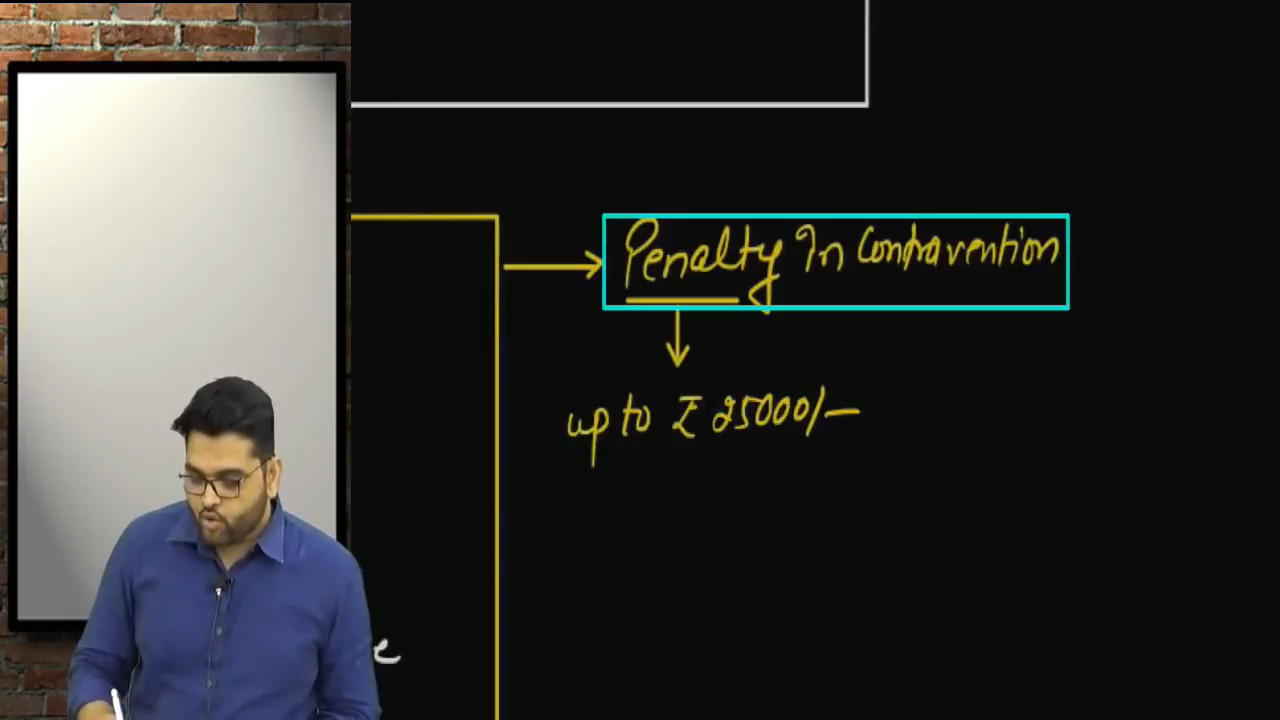 Penalty In Contravention
up to ₹ 25000/-
e